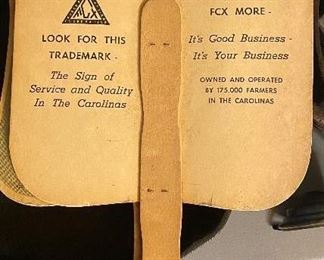 FCX
LOOK FOR THIS
TRADEMARK -
The Sign of
Service and Quality
In The Carolinas
FCX MORE -
It's Good Business -
It's Your Business
OWNED AND OPERATED
BY 175,000 FARMERS
IN THE CAROLINAS